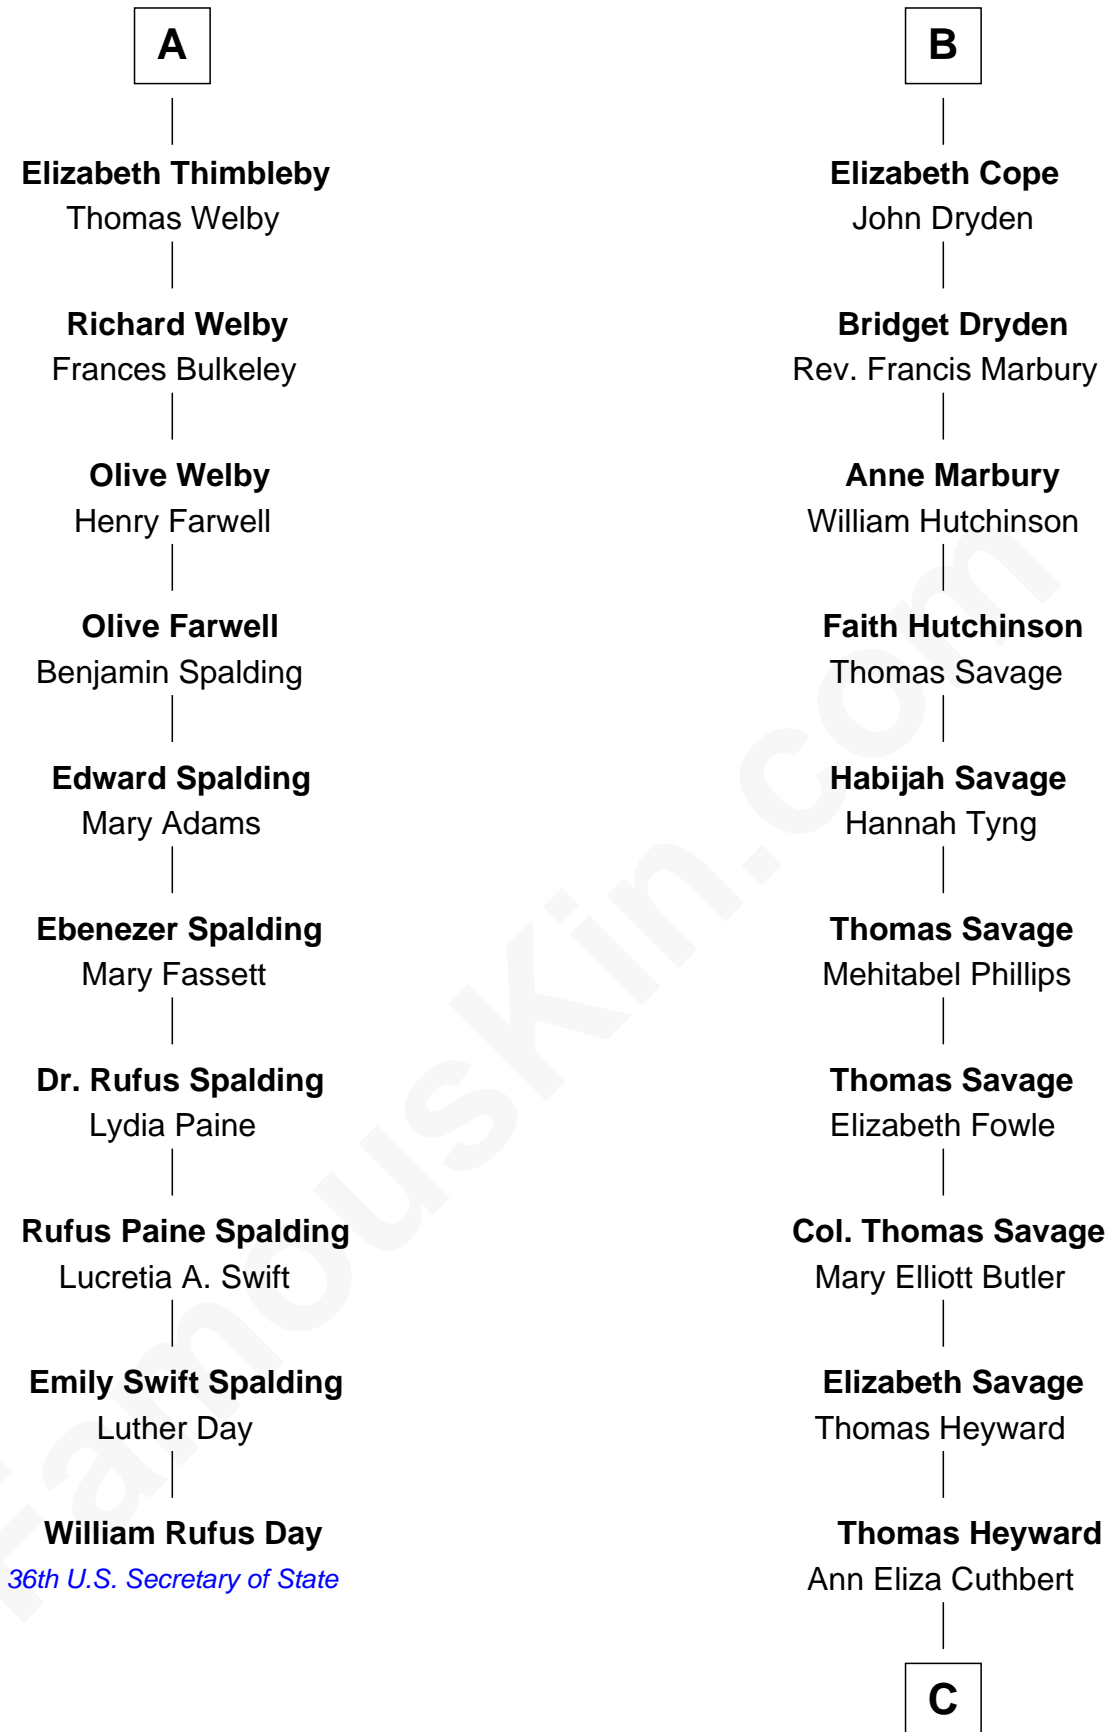 A
Elizabeth Thimbleby
Thomas Welby
Richard Welby
Frances Bulkeley
Olive Welby
Henry Farwell
Olive Farwell
Benjamin Spalding
Edward Spalding
Mary Adams
Ebenezer Spalding
Mary Fassett
Dr. Rufus Spalding
Lydia Paine
Rufus Paine Spalding
Lucretia A. Swift
Emily Swift Spalding
Luther Day
William Rufus Day
36th U.S. Secretary of State
B
Elizabeth Cope
John Dryden
Bridget Dryden
Rev. Francis Marbury
Anne Marbury
William Hutchinson
Faith Hutchinson
Thomas Savage
Habijah Savage
Hannah Tyng
Thomas Savage
Mehitabel Phillips
Thomas Savage
Elizabeth Fowle
Col. Thomas Savage
Mary Elliott Butler
Elizabeth Savage
Thomas Heyward
Thomas Heyward
Ann Eliza Cuthbert
C
FamousKin.com